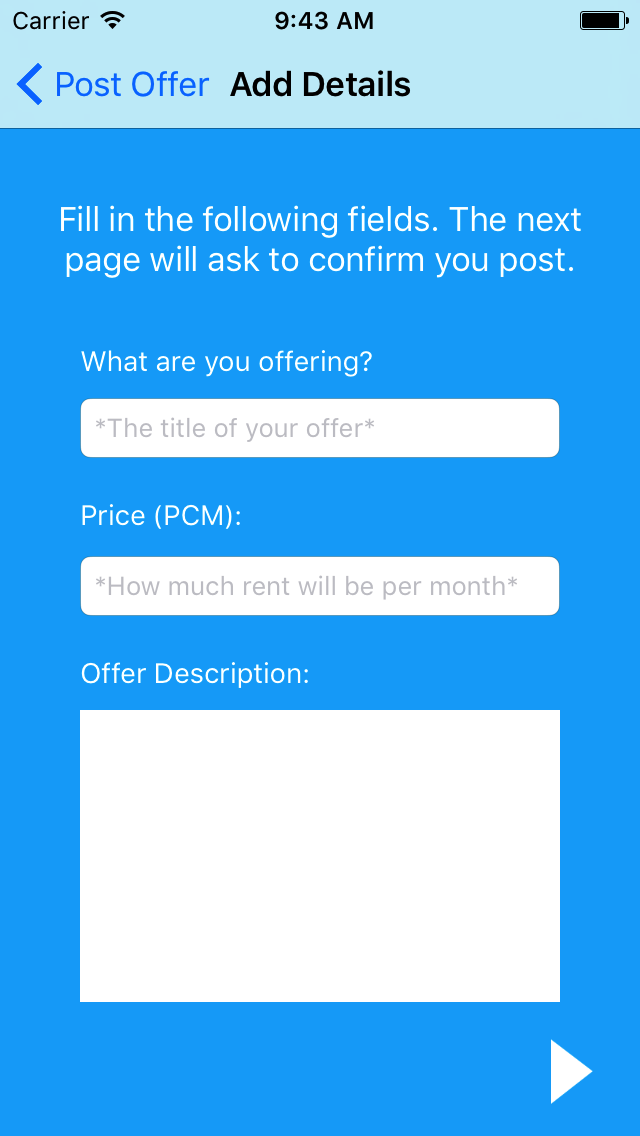 Carrier 9:43 AM
Post Offer Add Details
Fill in the following fields. The next
page will ask to confirm you post.
What are you offering?
*The title of your offer*
Price (PCM):
*How much rent will be per month*
Offer Description: